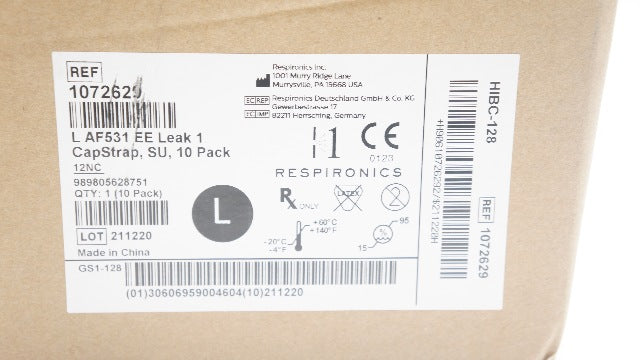 REF
1072629
L AF531 EE Leak 1
CapStrap, SU, 10 Pack
12NC
989805628751
QTY: 1 (10 Pack)
LOT 211220
Made in China
GS1-128
(01)30606959004604(10)211220
Respironics Inc.
1001 Murry Ridge Lane
Murrysville, PA 15668 USA
EC REP Respironics Deutschland GmbH & Co. KG
Gewerbestrasse 17
EC IMP 82211 Herrsching, Germany
1 CE
0123
RESPIRONICS
L
Rx ONLY
LATEX
2
+60°C
+140°F
-20°C
-4°F
%
95
15
HIBC-128
REF 1072629